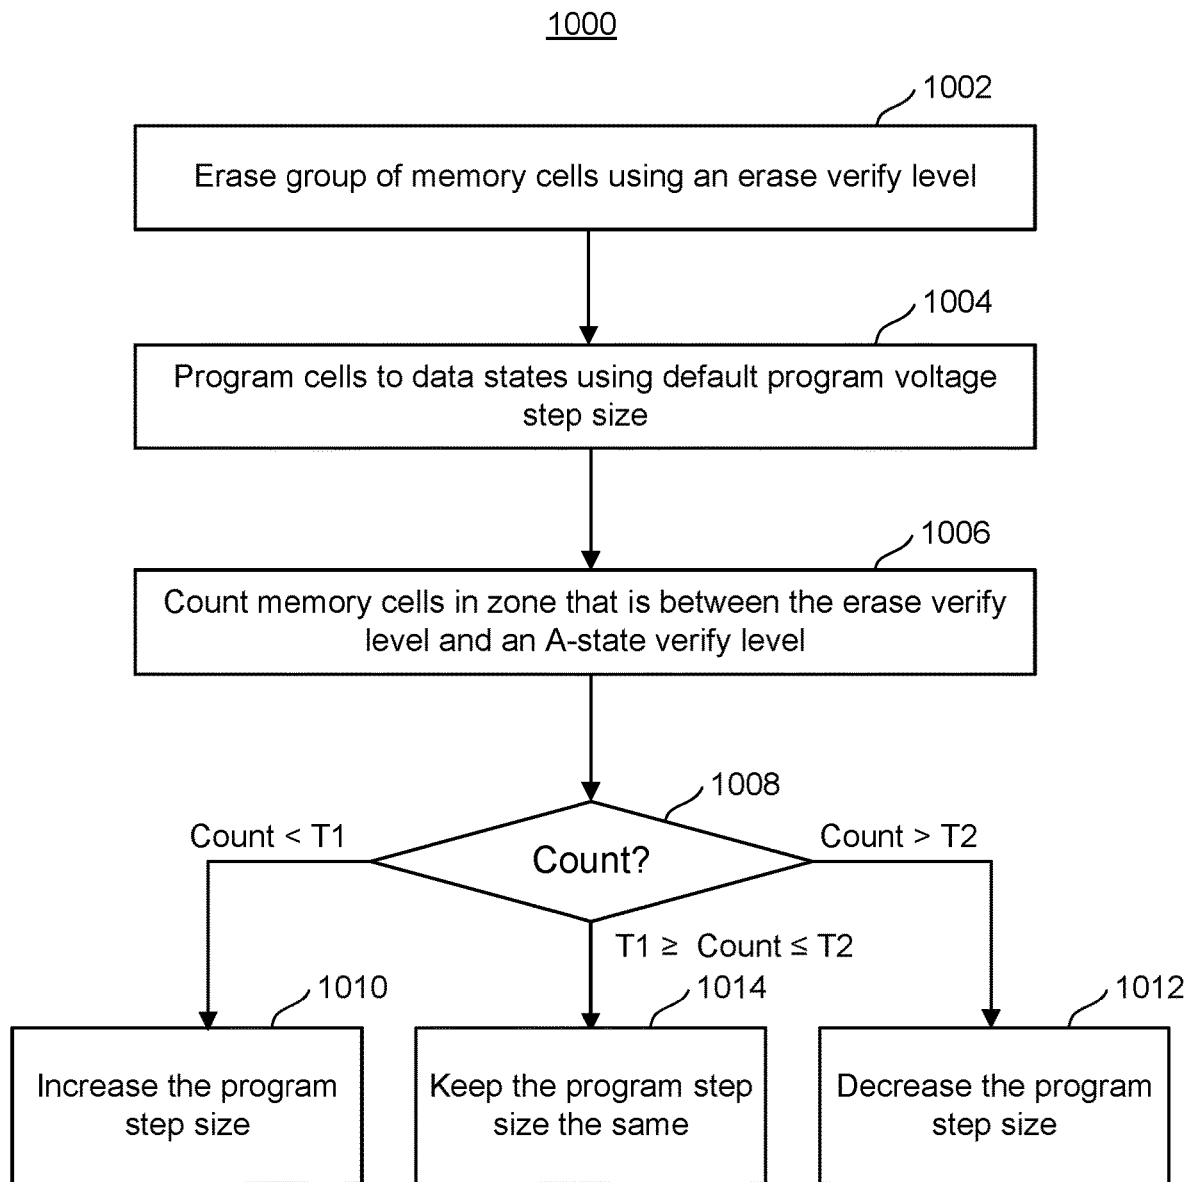 1000
1002
Erase group of memory cells using an erase verify level
1004
Program cells to data states using default program voltage
step size
1006
Count memory cells in zone that is between the erase verify
level and an A-state verify level
1008
Count < T1
Count?
Count > T2
T1 ≥ Count ≤ T2
1010
1014
1012
Increase the program
step size
Keep the program step
size the same
Decrease the program
step size